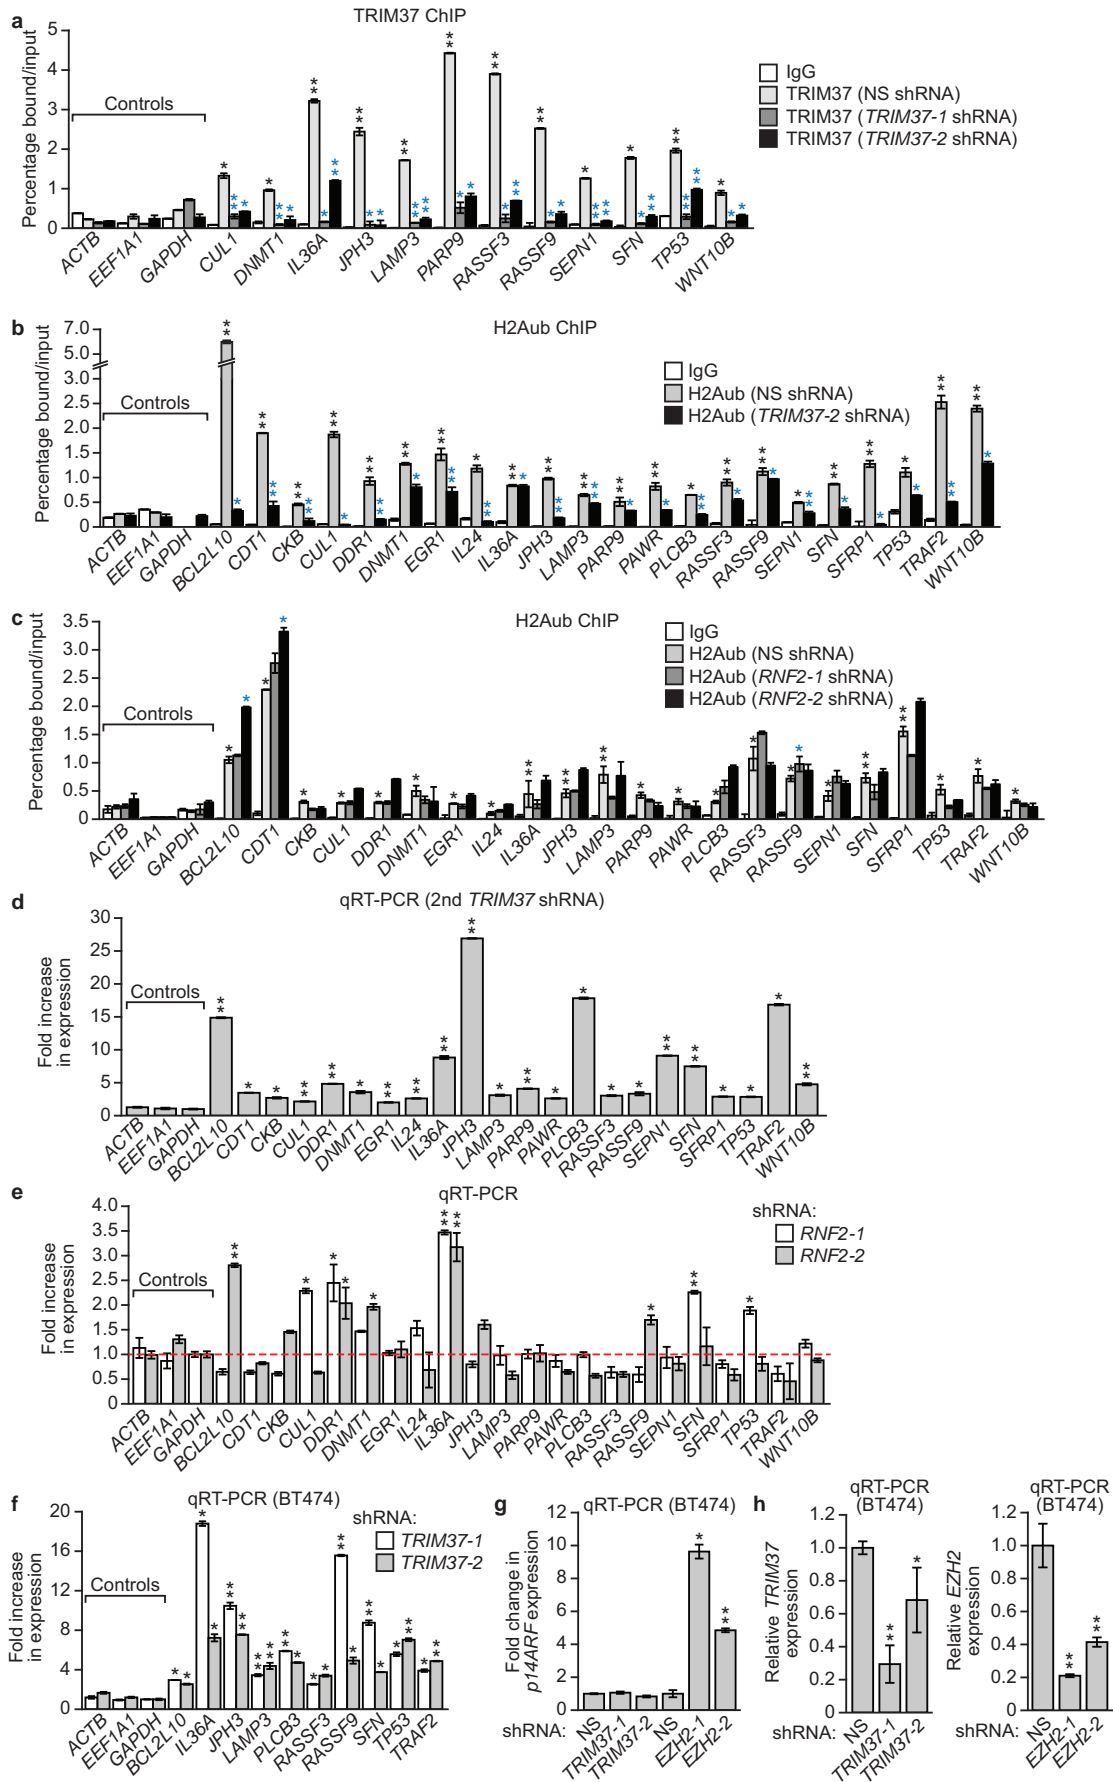 a
TRIM37 ChIP
Percentage bound/input
5
4
3
2
1
0
Controls
IgG
TRIM37 (NS shRNA)
TRIM37 (TRIM37-1 shRNA)
TRIM37 (TRIM37-2 shRNA)
ACTB EEF1A1 GAPDH CUL1 DNMT1 IL36A JPH3 LAMP3 PARP9 RASSF3 RASSF9 SEPN1 SFN TP53 WNT10B
b
H2Aub ChIP
Percentage bound/input
7.0
5.0
3.0
2.5
2.0
1.5
1.0
0.5
0
Controls
IgG
H2Aub (NS shRNA)
H2Aub (TRIM37-2 shRNA)
ACTB EEF1A1 GAPDH BCL2L10 CDT1 CKB CUL1 DDR1 DNMT1 EGR1 IL24 IL36A JPH3 LAMP3 PARP9 PAWR PLCB3 RASSF3 RASSF9 SEPN1 SFN SFRP1 TP53 TRAF2 WNT10B
c
H2Aub ChIP
Percentage bound/input
3.5
3.0
2.5
2.0
1.5
1.0
0.5
0
Controls
IgG
H2Aub (NS shRNA)
H2Aub (RNF2-1 shRNA)
H2Aub (RNF2-2 shRNA)
ACTB EEF1A1 GAPDH BCL2L10 CDT1 CKB CUL1 DDR1 DNMT1 EGR1 IL24 IL36A JPH3 LAMP3 PARP9 PAWR PLCB3 RASSF3 RASSF9 SEPN1 SFN SFRP1 TP53 TRAF2 WNT10B
d
qRT-PCR (2nd TRIM37 shRNA)
Fold increase
in expression
30
25
20
15
10
5
0
Controls
ACTB EEF1A1 GAPDH BCL2L10 CDT1 CKB CUL1 DDR1 DNMT1 EGR1 IL24 IL36A JPH3 LAMP3 PARP9 PAWR PLCB3 RASSF3 RASSF9 SEPN1 SFN SFRP1 TP53 TRAF2 WNT10B
e
qRT-PCR
Fold increase
in expression
4.0
3.5
3.0
2.5
2.0
1.5
1.0
0.5
0
Controls
shRNA:
RNF2-1
RNF2-2
ACTB EEF1A1 GAPDH BCL2L10 CDT1 CKB CUL1 DDR1 DNMT1 EGR1 IL24 IL36A JPH3 LAMP3 PARP9 PAWR PLCB3 RASSF3 RASSF9 SEPN1 SFN SFRP1 TP53 TRAF2 WNT10B
f
qRT-PCR (BT474)
Fold increase
in expression
20
16
12
8
4
0
Controls
shRNA:
TRIM37-1
TRIM37-2
ACTB EEF1A1 GAPDH BCL2L10 IL36A JPH3 LAMP3 PLCB3 RASSF3 RASSF9 SFN TP53 TRAF2
g
qRT-PCR (BT474)
Fold change in
p14ARF expression
12
10
8
6
4
2
0
shRNA: NS TRIM37-1 TRIM37-2 NS EZH2-1 EZH2-2
h
qRT-PCR
(BT474)
Relative TRIM37
expression
1.2
1.0
0.8
0.6
0.4
0.2
0
shRNA: NS TRIM37-1 TRIM37-2
qRT-PCR
(BT474)
Relative EZH2
expression
1.2
1.0
0.8
0.6
0.4
0.2
0
shRNA: NS EZH2-1 EZH2-2